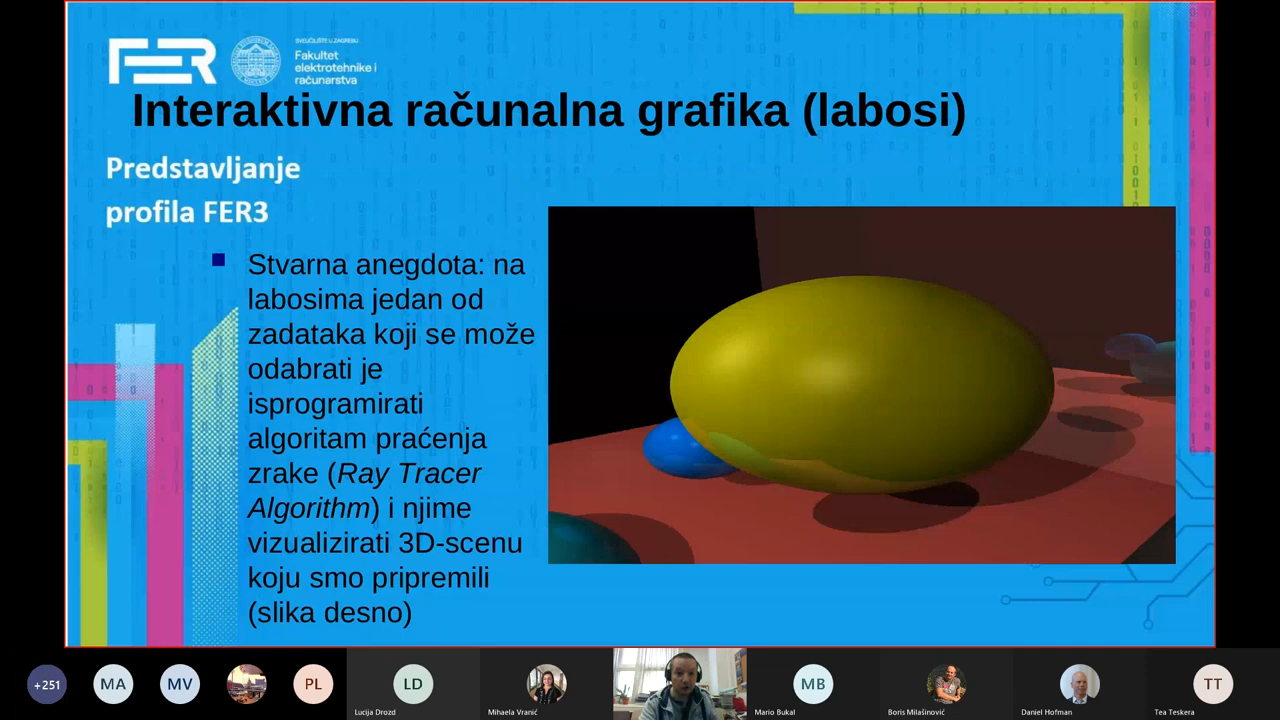 FER
SVEUČILIŠTE U ZAGREBU
Fakultet
elektrotehnike i
računarstva
Interaktivna računalna grafika (labosi)
Predstavljanje
profila FER3
Stvarna anegdota: na
labosima jedan od
zadataka koji se može
odabrati je
isprogramirati
algoritam praćenja
zrake (Ray Tracer
Algorithm) i njime
vizualizirati 3D-scenu
koju smo pripremili
(slika desno)
+251
MA
MV
PL
LD
MB
TT
Lucija Drozd
Mihaela Vranić
Mario Bukal
Boris Milašinović
Daniel Hofman
Tea Teskera